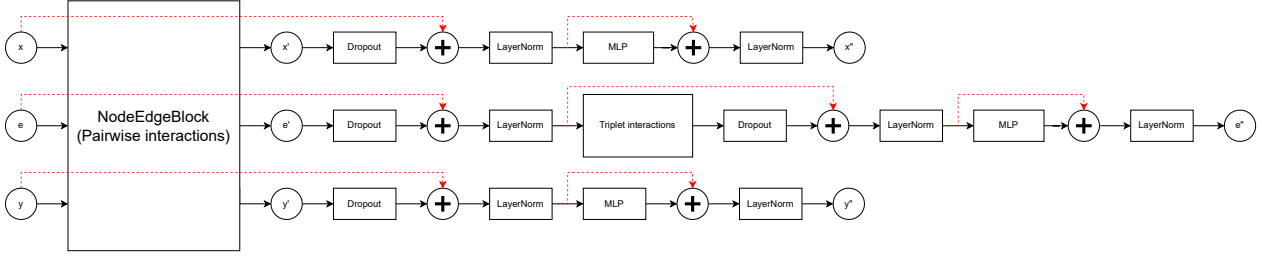 x
x'
Dropout
+
LayerNorm
MLP
+
LayerNorm
x"
NodeEdgeBlock
(Pairwise interactions)
e
e'
Dropout
+
LayerNorm
Triplet interactions
Dropout
+
LayerNorm
MLP
+
LayerNorm
e"
y
y'
Dropout
+
LayerNorm
MLP
+
LayerNorm
y"